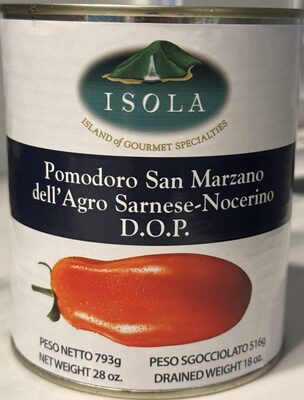 ISOLA
ISLAND of GOURMET SPECIALTIES
Pomodoro San Marzano
dell'Agro Sarnese-Nocerino
D.O.P.
PESO NETTO 793g
NET WEIGHT 28 oz.
PESO SGOCCIOLATO 516g
DRAINED WEIGHT 18 oz.